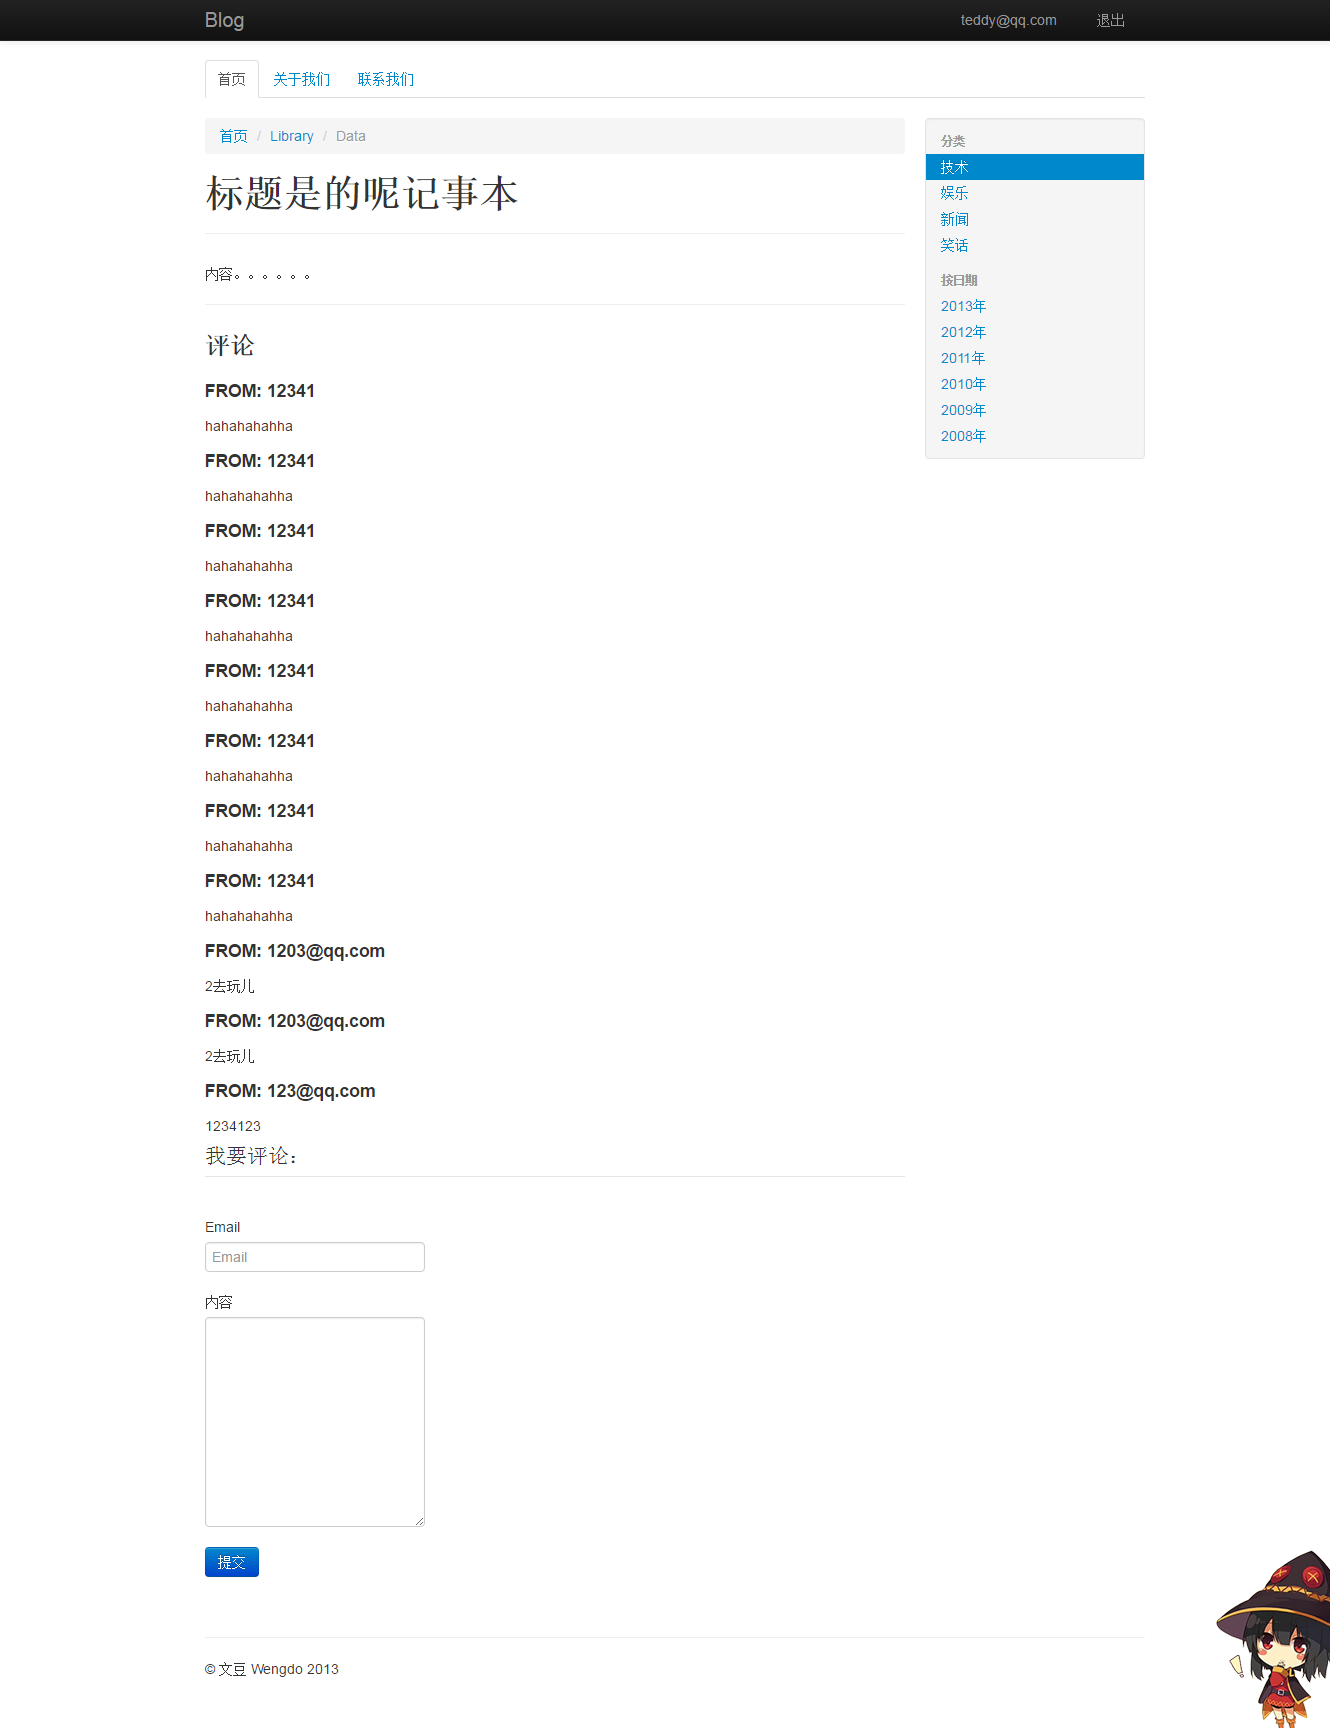 Blog teddy@qq.com 退出
首页 关于我们 联系我们
首页 / Library / Data
标题是的呢记事本
内容。。。。。。
评论
FROM: 12341
hahahahahha
FROM: 12341
hahahahahha
FROM: 12341
hahahahahha
FROM: 12341
hahahahahha
FROM: 12341
hahahahahha
FROM: 12341
hahahahahha
FROM: 12341
hahahahahha
FROM: 12341
hahahahahha
FROM: 1203@qq.com
2去玩儿
FROM: 1203@qq.com
2去玩儿
FROM: 123@qq.com
1234123
我要评论：
Email
Email
内容
提交
分类
技术
娱乐
新闻
笑话
按日期
2013年
2012年
2011年
2010年
2009年
2008年
© 文豆 Wengdo 2013